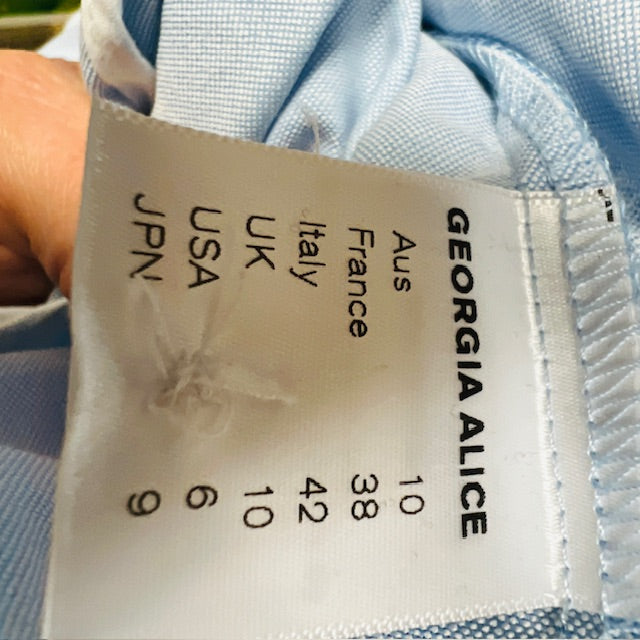 GEORGIA ALICE
Aus 10
France 38
Italy 42
UK 10
USA 6
JPN 9